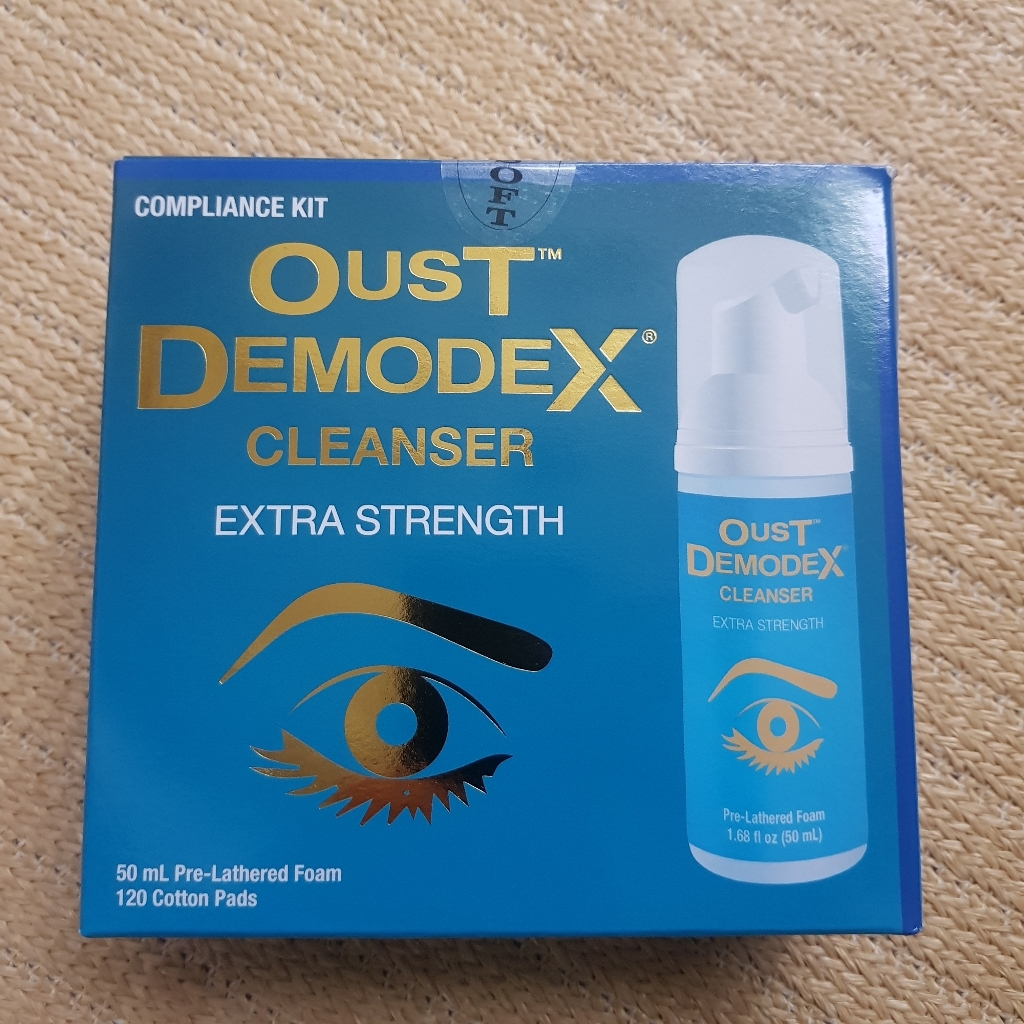 COMPLIANCE KIT
OFT
OUST™
DEMODEX®
CLEANSER
EXTRA STRENGTH
50 mL Pre-Lathered Foam
120 Cotton Pads
OUST™
DEMODEX®
CLEANSER
EXTRA STRENGTH
Pre-Lathered Foam
1.68 fl oz (50 mL)